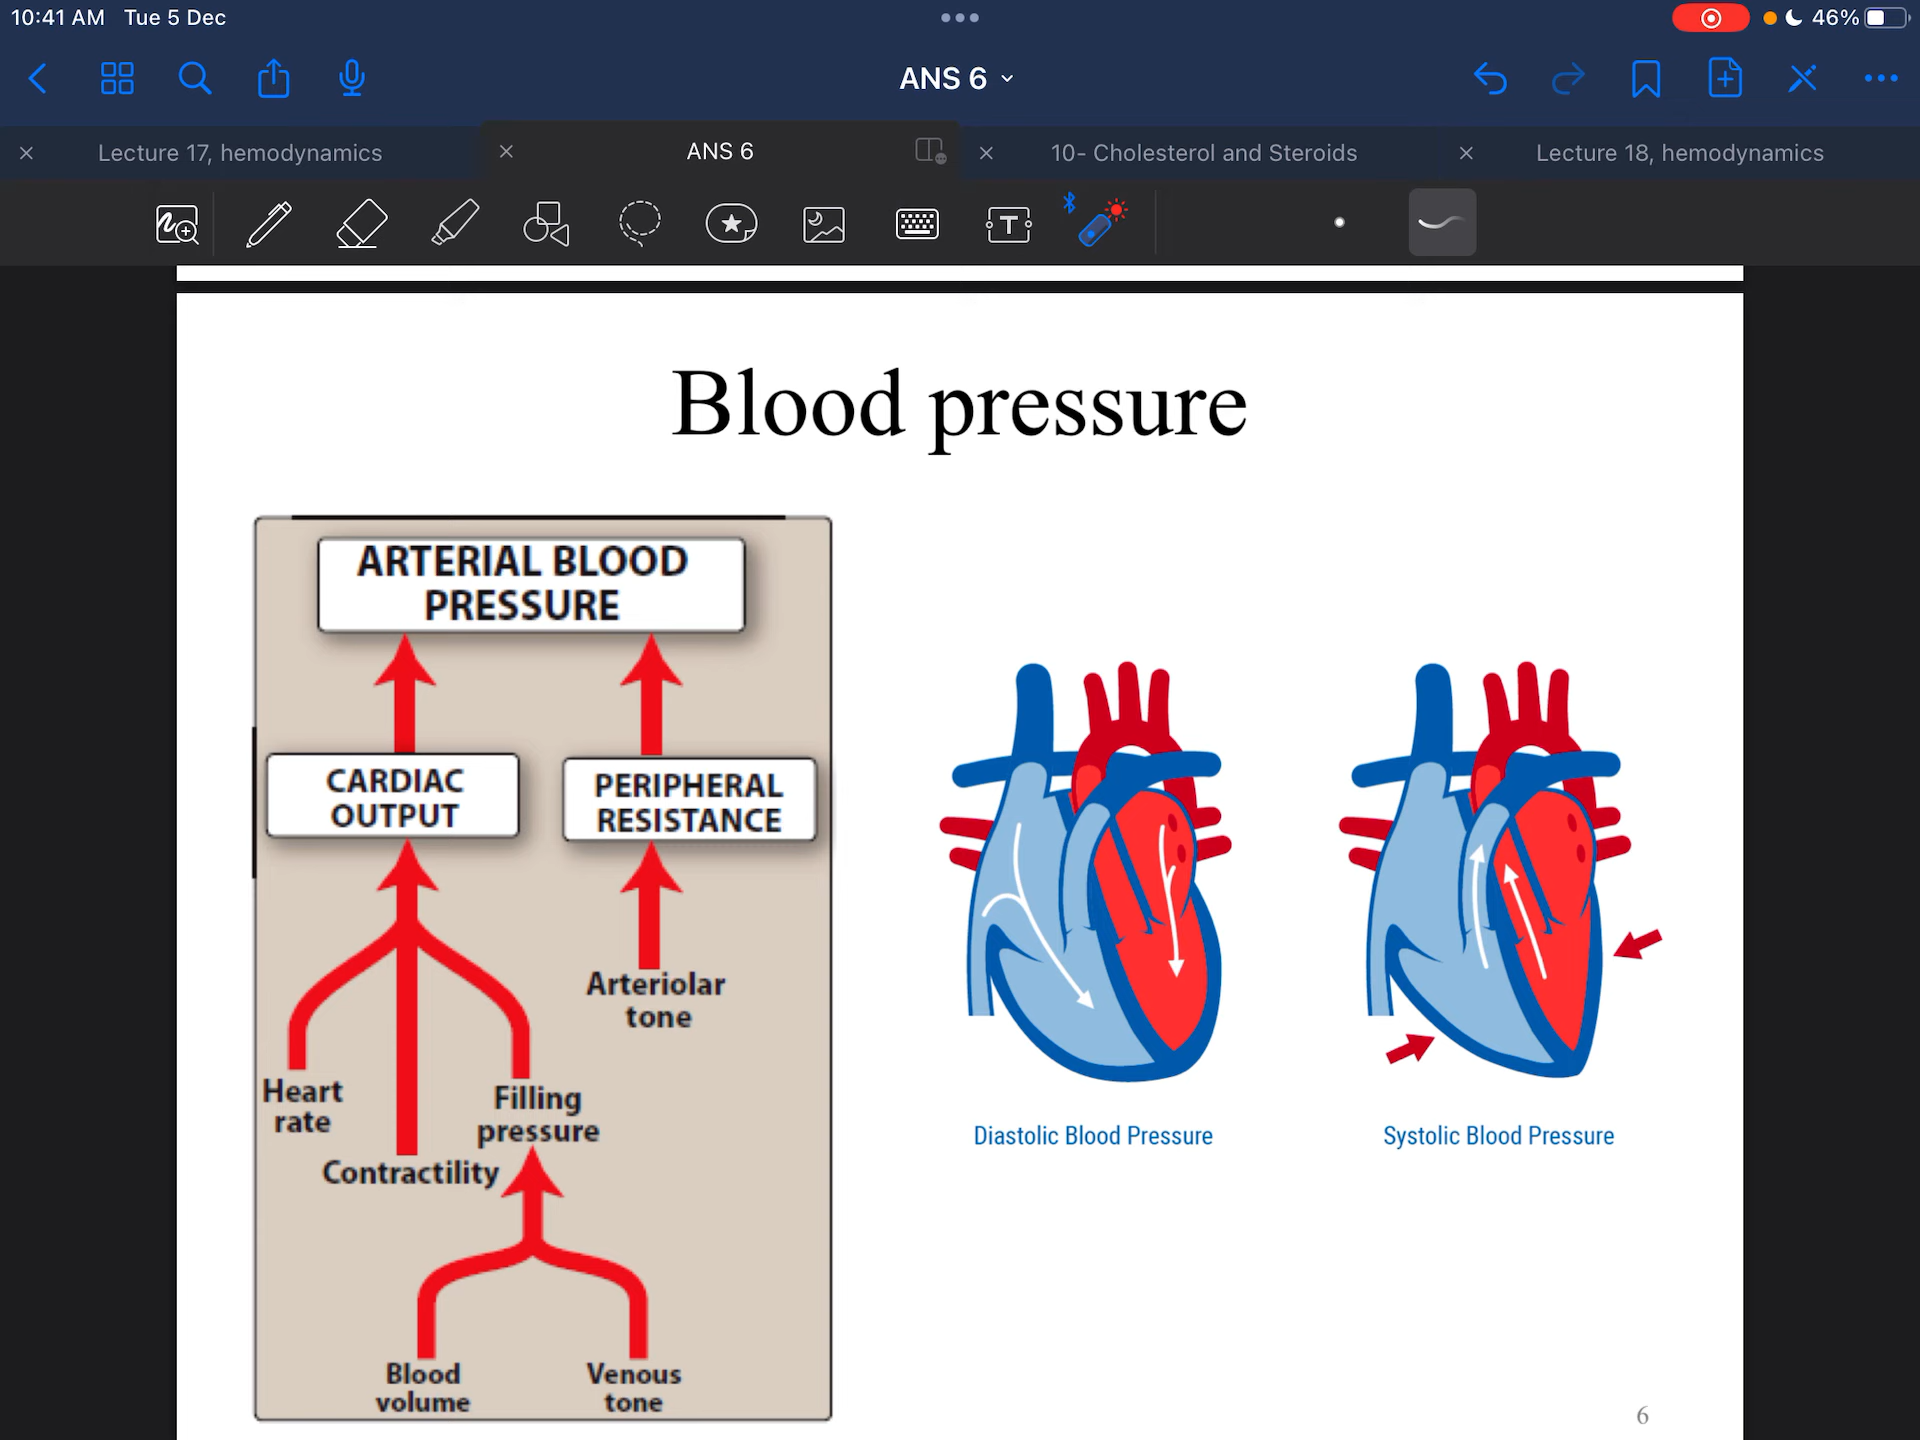 10:41 AM Tue 5 Dec
46%
ANS 6
Lecture 17, hemodynamics
ANS 6
10- Cholesterol and Steroids
Lecture 18, hemodynamics
T
Blood pressure
ARTERIAL BLOOD
PRESSURE
CARDIAC
OUTPUT
PERIPHERAL
RESISTANCE
Arteriolar
tone
Heart
rate
Filling
pressure
Contractility
Blood
volume
Venous
tone
Diastolic Blood Pressure
Systolic Blood Pressure
6